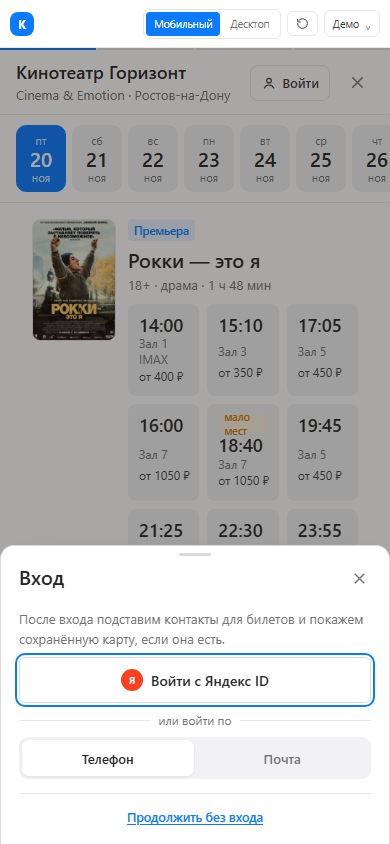 К
Мобильный
Десктоп
Демо
Кинотеатр Горизонт
Cinema & Emotion · Ростов-на-Дону
Войти
пт
20
ноя
сб
21
ноя
вс
22
ноя
пн
23
ноя
вт
24
ноя
ср
25
ноя
чт
26
ноя
РОККИ
ЭТО Я
Премьера
Рокки — это я
18+ · драма · 1 ч 48 мин
14:00
Зал 1
IMAX
от 400 ₽
15:10
Зал 3
от 350 ₽
17:05
Зал 5
от 450 ₽
16:00
Зал 7
от 1050 ₽
мало
мест
18:40
Зал 7
от 1050 ₽
19:45
Зал 5
от 450 ₽
21:25
22:30
23:55
Вход
После входа подставим контакты для билетов и покажем
сохранённую карту, если она есть.
Я Войти с Яндекс ID
или войти по
Телефон
Почта
Продолжить без входа